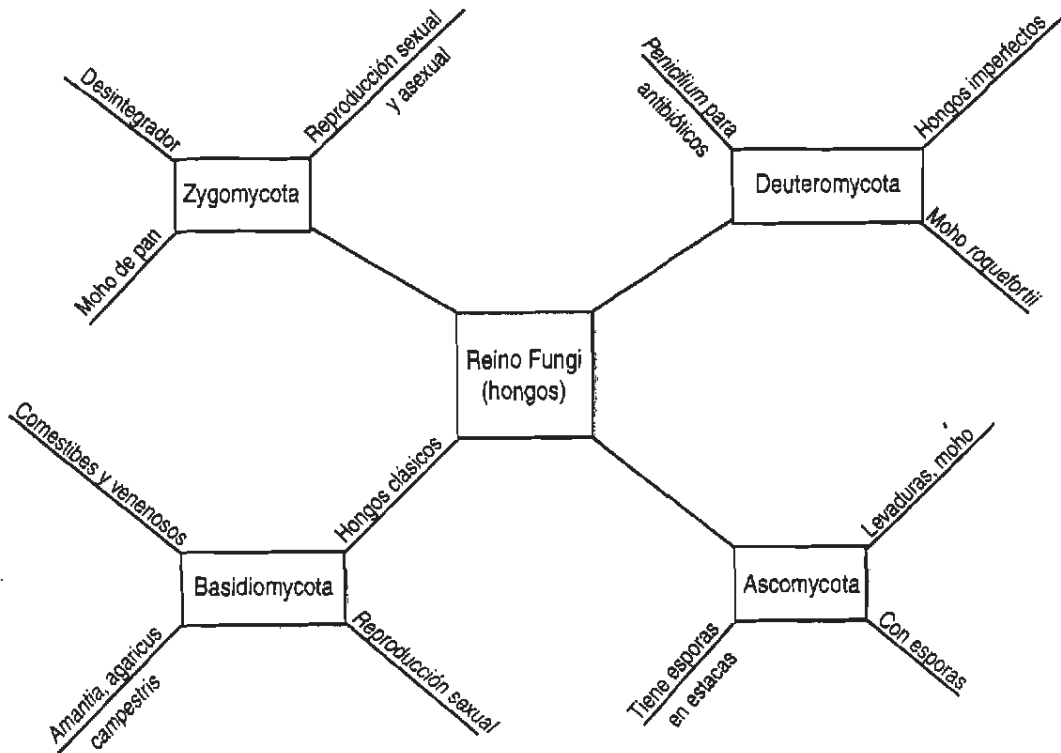 Desintegrador
Reproducción sexual
y asexual
Zygomycota
Moho de pan
Penicilium para
antibióticos
Hongos imperfectos
Deuteromycota
Moho roquefortii
Reino Fungi
(hongos)
Comestibes y venenosos
Hongos clásicos
Basidiomycota
Amantia, agaricus
campestris
Reproducción sexual
Levaduras, moho
Ascomycota
Tiene esporas
en estacas
Con esporas